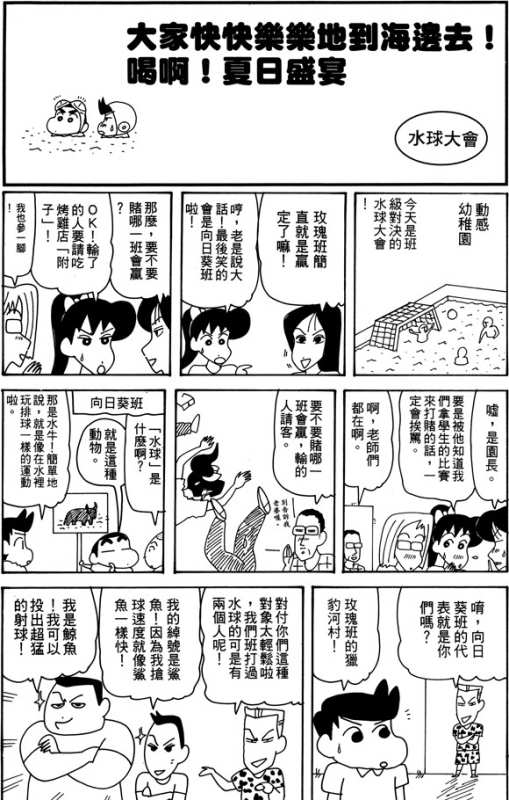 大家快快樂樂地到海邊去！
喝啊！夏日盛宴
水球大會
動感
幼稚園
今天是班
級對決的
水球大會
！
玫瑰班簡
直就是贏
定了嘛！
哼，老是說大
話！最後笑的
會是向日葵班
啦！
那麼，要不要
賭哪一班會贏
？
OK！輸了
的人要請吃
烤雞店「附
子」！
我也參一腳
！
噓，是園長。
要是被他知道我
們拿學生的比賽
來打賭的話，一
定會挨罵。
啊，老師們
都在啊。
要不要賭哪一
班會贏，輸的
人請客。
別告訴我
老婆喔。
向日葵班
「水球」是
什麼啊？
就是這種
動物。
那是水牛！簡單地
說，就是像在水裡
玩排球一樣的運動
啦。
唷，向日
葵班的代
表就是你
們嗎？
玫瑰班的獵
豹河村！
對付你們這種
對象太輕鬆啦
，我們班打過
水球的可是有
兩個人呢！
我的綽號是鯊
魚！因為我搶
球速度就像鯊
魚一樣快！
我是鯨魚
！我可以
投出超猛
的射球！